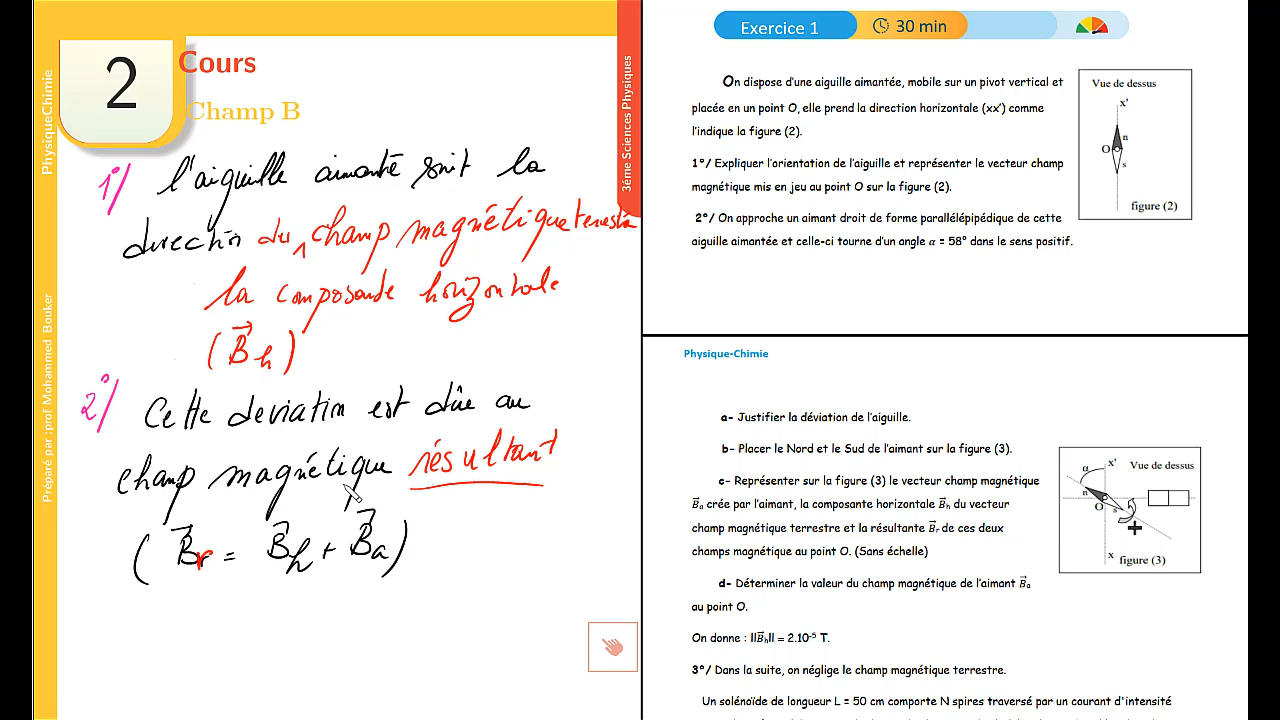 2
Cours
Champ B
PhysiqueChimie
Préparé par :prof Mohammed Bouker
3éme Sciences Physiques
1°/ l'aiguille aimanté suit la
direction du champ magnétique terrestre
la composante horizontale
(B⃗h)
2°/ Cette deviation est dûe au
champ magnétique résultant
(B⃗r = B⃗h + B⃗a)
Exercice 1
30 min
On dispose d'une aiguille aimantée, mobile sur un pivot vertical et
placée en un point O, elle prend la direction horizontale (xx') comme
l'indique la figure (2).
1°/ Expliquer l'orientation de l'aiguille et représenter le vecteur champ
magnétique mis en jeu au point O sur la figure (2).
2°/ On approche un aimant droit de forme parallélépipédique de cette
aiguille aimantée et celle-ci tourne d'un angle α = 58° dans le sens positif.
Vue de dessus
x'
n
O
s
figure (2)
Physique-Chimie
a- Justifier la déviation de l'aiguille.
b- Placer le Nord et le Sud de l'aimant sur la figure (3).
c- Représenter sur la figure (3) le vecteur champ magnétique
B⃗a crée par l'aimant, la composante horizontale B⃗h du vecteur
champ magnétique terrestre et la résultante B⃗r de ces deux
champs magnétique au point O. (Sans échelle)
d- Déterminer la valeur du champ magnétique de l'aimant B⃗a
au point O.
On donne : ||B⃗h|| = 2.10⁻⁵ T.
3°/ Dans la suite, on néglige le champ magnétique terrestre.
Un solénoïde de longueur L = 50 cm comporte N spires traversé par un courant d'intensité
α
x'
Vue de dessus
n
O
s
+
x
figure (3)